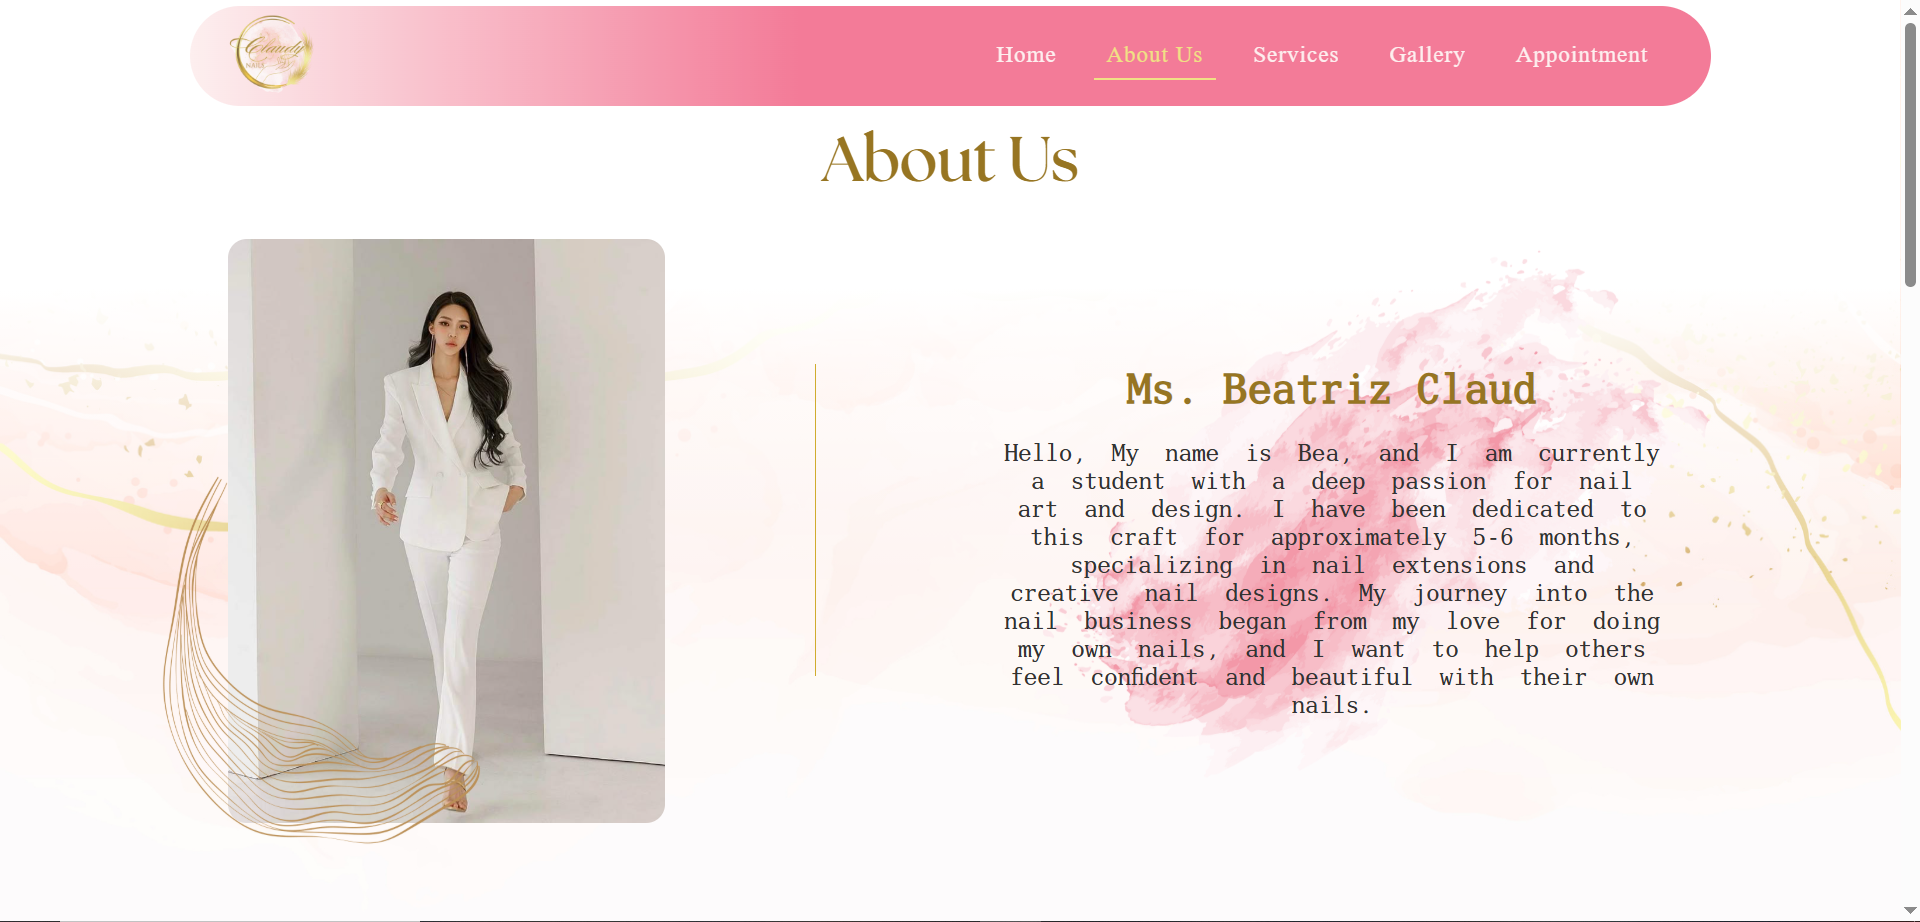 Claudy
NAILS
Home About Us Services Gallery Appointment
About Us
Ms. Beatriz Claud
Hello, My name is Bea, and I am currently
a student with a deep passion for nail
art and design. I have been dedicated to
this craft for approximately 5-6 months,
specializing in nail extensions and
creative nail designs. My journey into the
nail business began from my love for doing
my own nails, and I want to help others
feel confident and beautiful with their own
nails.